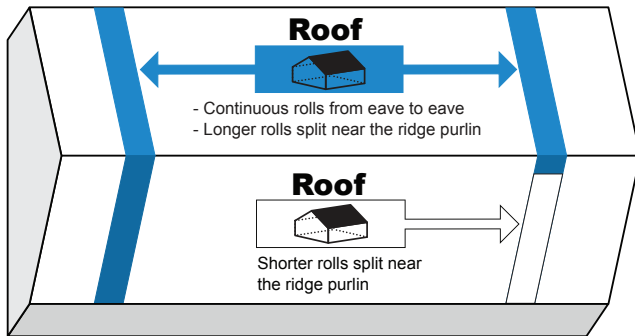 Roof
- Continuous rolls from eave to eave
- Longer rolls split near the ridge purlin
Roof
Shorter rolls split near
the ridge purlin